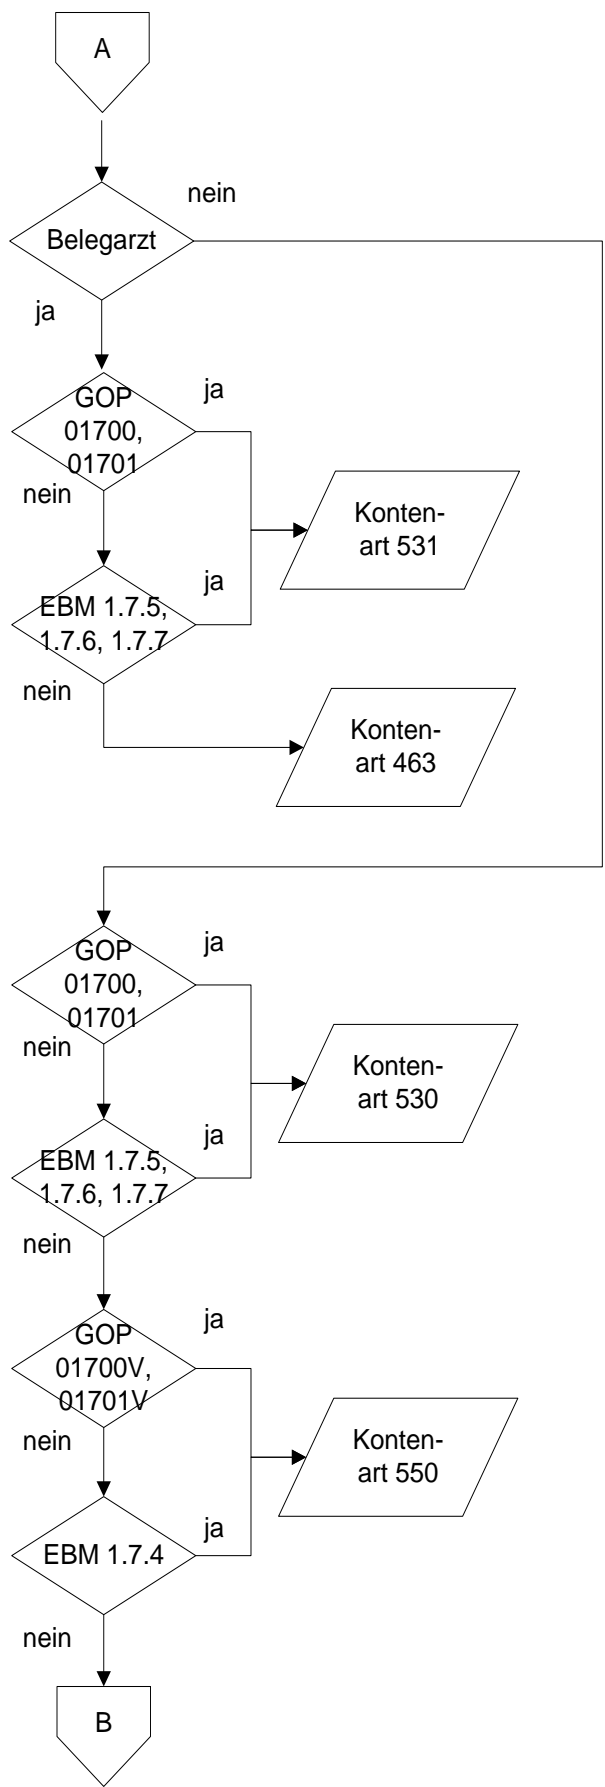 A
nein
Belegarzt
ja
GOP
01700,
01701
ja
nein
Konten-
art 531
EBM 1.7.5,
1.7.6, 1.7.7
ja
nein
Konten-
art 463
GOP
01700,
01701
ja
nein
Konten-
art 530
EBM 1.7.5,
1.7.6, 1.7.7
ja
nein
GOP
01700V,
01701V
ja
nein
Konten-
art 550
EBM 1.7.4
ja
nein
B